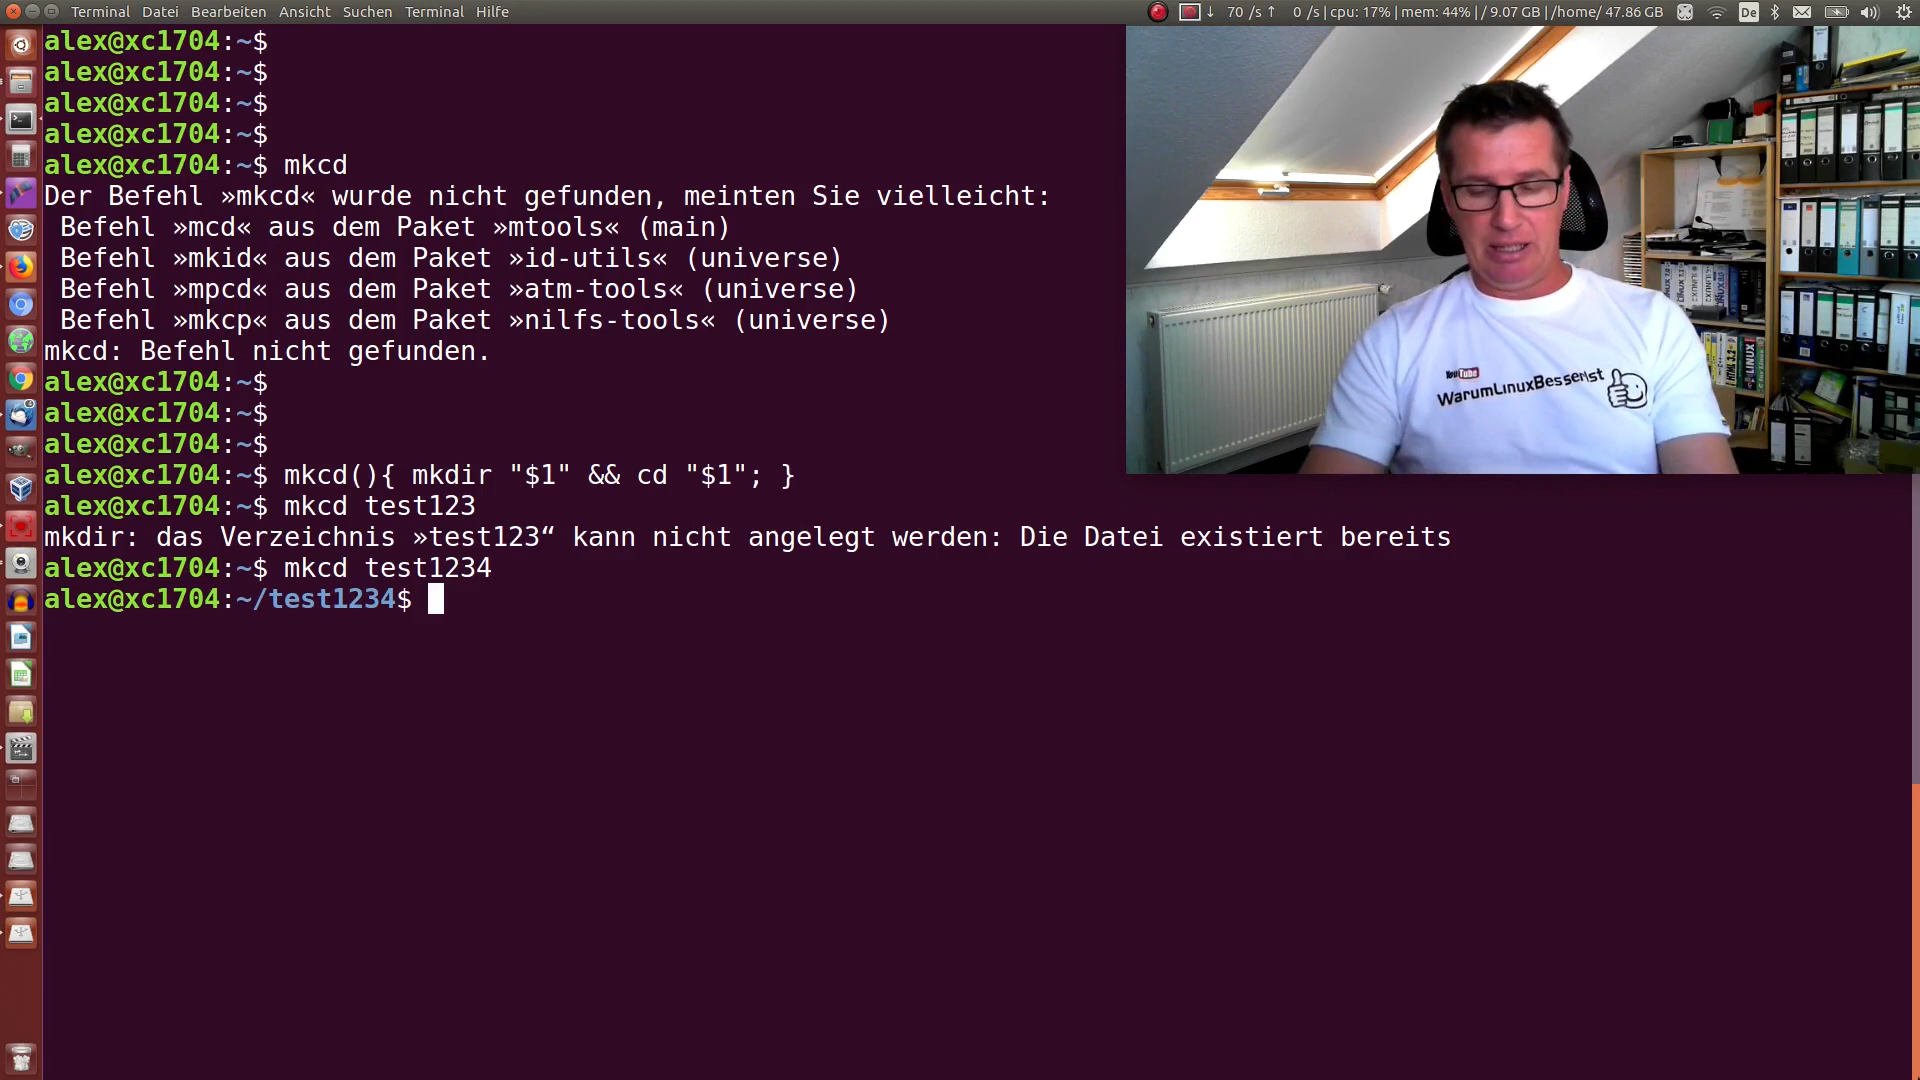 Terminal Datei Bearbeiten Ansicht Suchen Terminal Hilfe
70 /s 0 /s | cpu: 17% | mem: 44% | / 9.07 GB | /home/ 47.86 GB De
alex@xc1704:~$
alex@xc1704:~$
alex@xc1704:~$
alex@xc1704:~$
alex@xc1704:~$ mkcd
Der Befehl »mkcd« wurde nicht gefunden, meinten Sie vielleicht:
Befehl »mcd« aus dem Paket »mtools« (main)
Befehl »mkid« aus dem Paket »id-utils« (universe)
Befehl »mpcd« aus dem Paket »atm-tools« (universe)
Befehl »mkcp« aus dem Paket »nilfs-tools« (universe)
mkcd: Befehl nicht gefunden.
alex@xc1704:~$
alex@xc1704:~$
alex@xc1704:~$
alex@xc1704:~$ mkcd(){ mkdir "$1" && cd "$1"; }
alex@xc1704:~$ mkcd test123
mkdir: das Verzeichnis »test123“ kann nicht angelegt werden: Die Datei existiert bereits
alex@xc1704:~$ mkcd test1234
alex@xc1704:~/test1234$
YouTube
WarumLinuxBesserIst